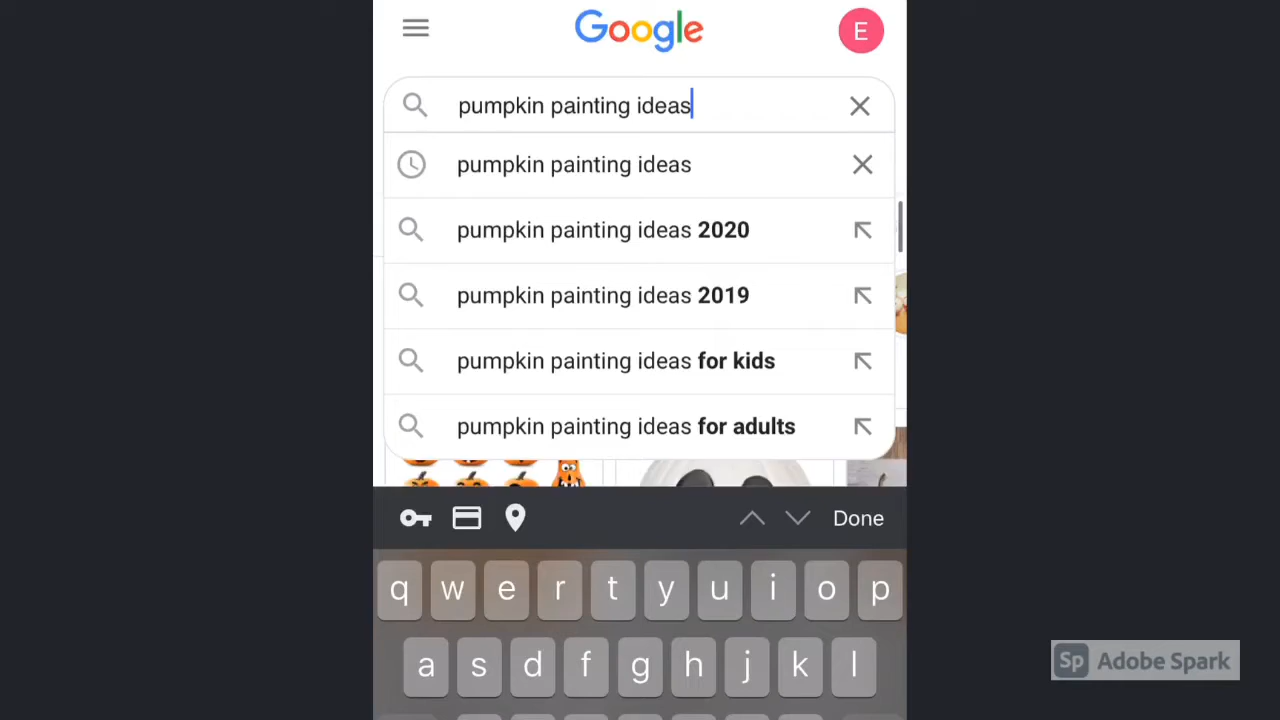 Google
E
pumpkin painting ideas
pumpkin painting ideas
pumpkin painting ideas 2020
pumpkin painting ideas 2019
pumpkin painting ideas for kids
pumpkin painting ideas for adults
Done
q w e r t y u i o p
a s d f g h j k l
Sp Adobe Spark